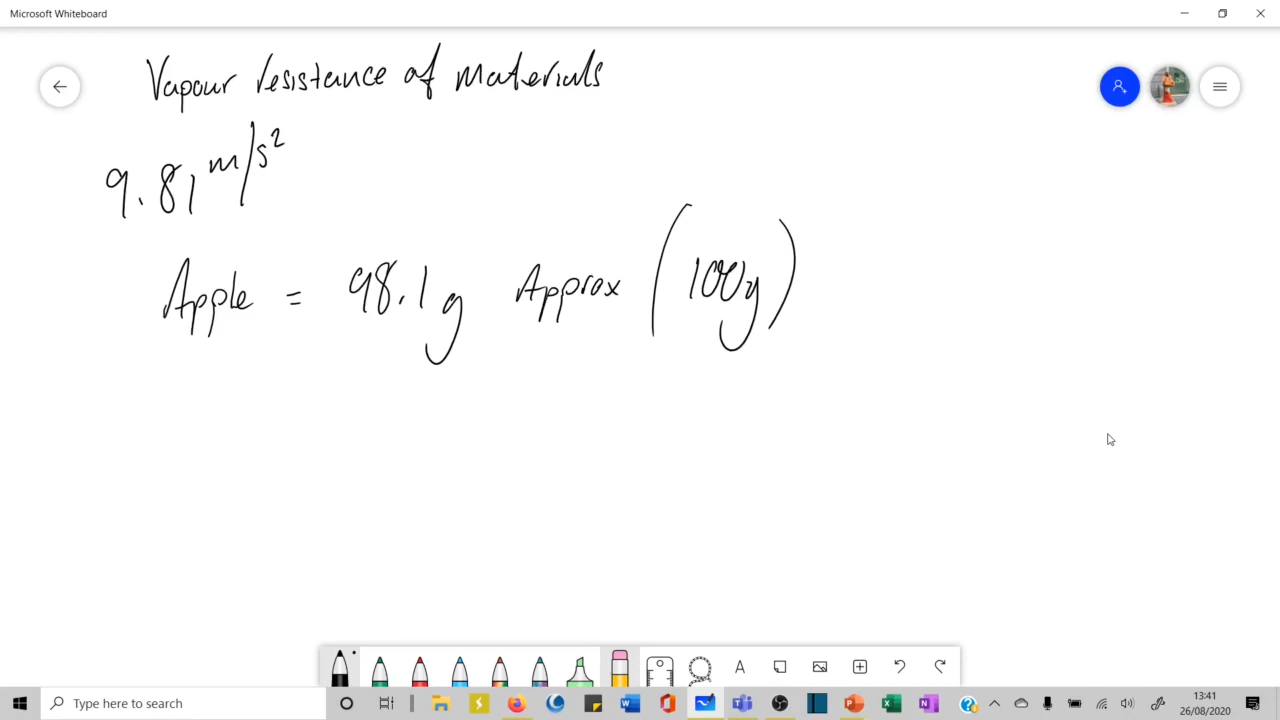 Microsoft Whiteboard
Vapour resistance of materials
9.81 m/s²
Apple = 98.1g Approx (100g)
A
Type here to search
13:41
26/08/2020